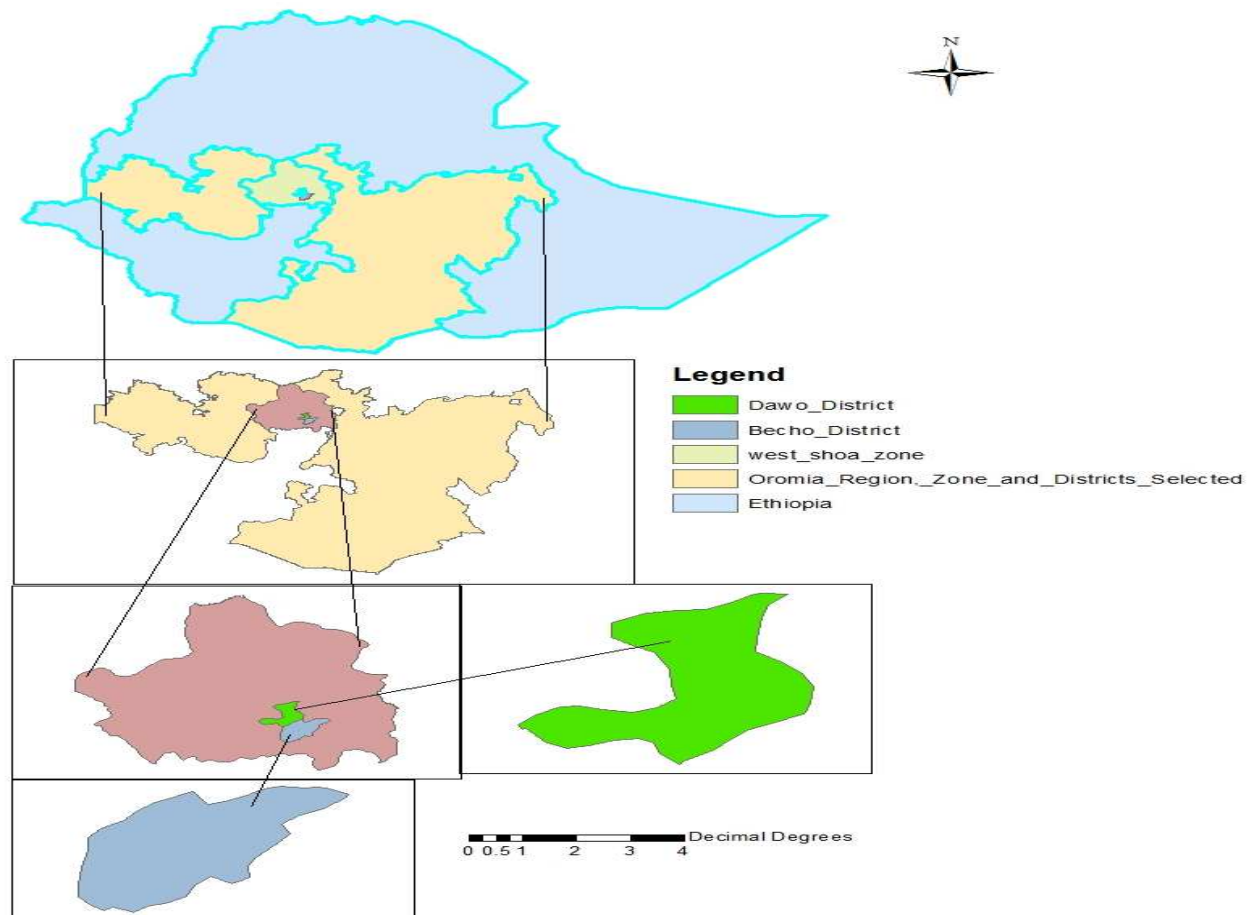 N
Legend
Dawo_District
Becho_District
west_shoa_zone
Oromia_Region,_Zone_and_Districts_Selected
Ethiopia
Decimal Degrees
0 0.5 1 2 3 4